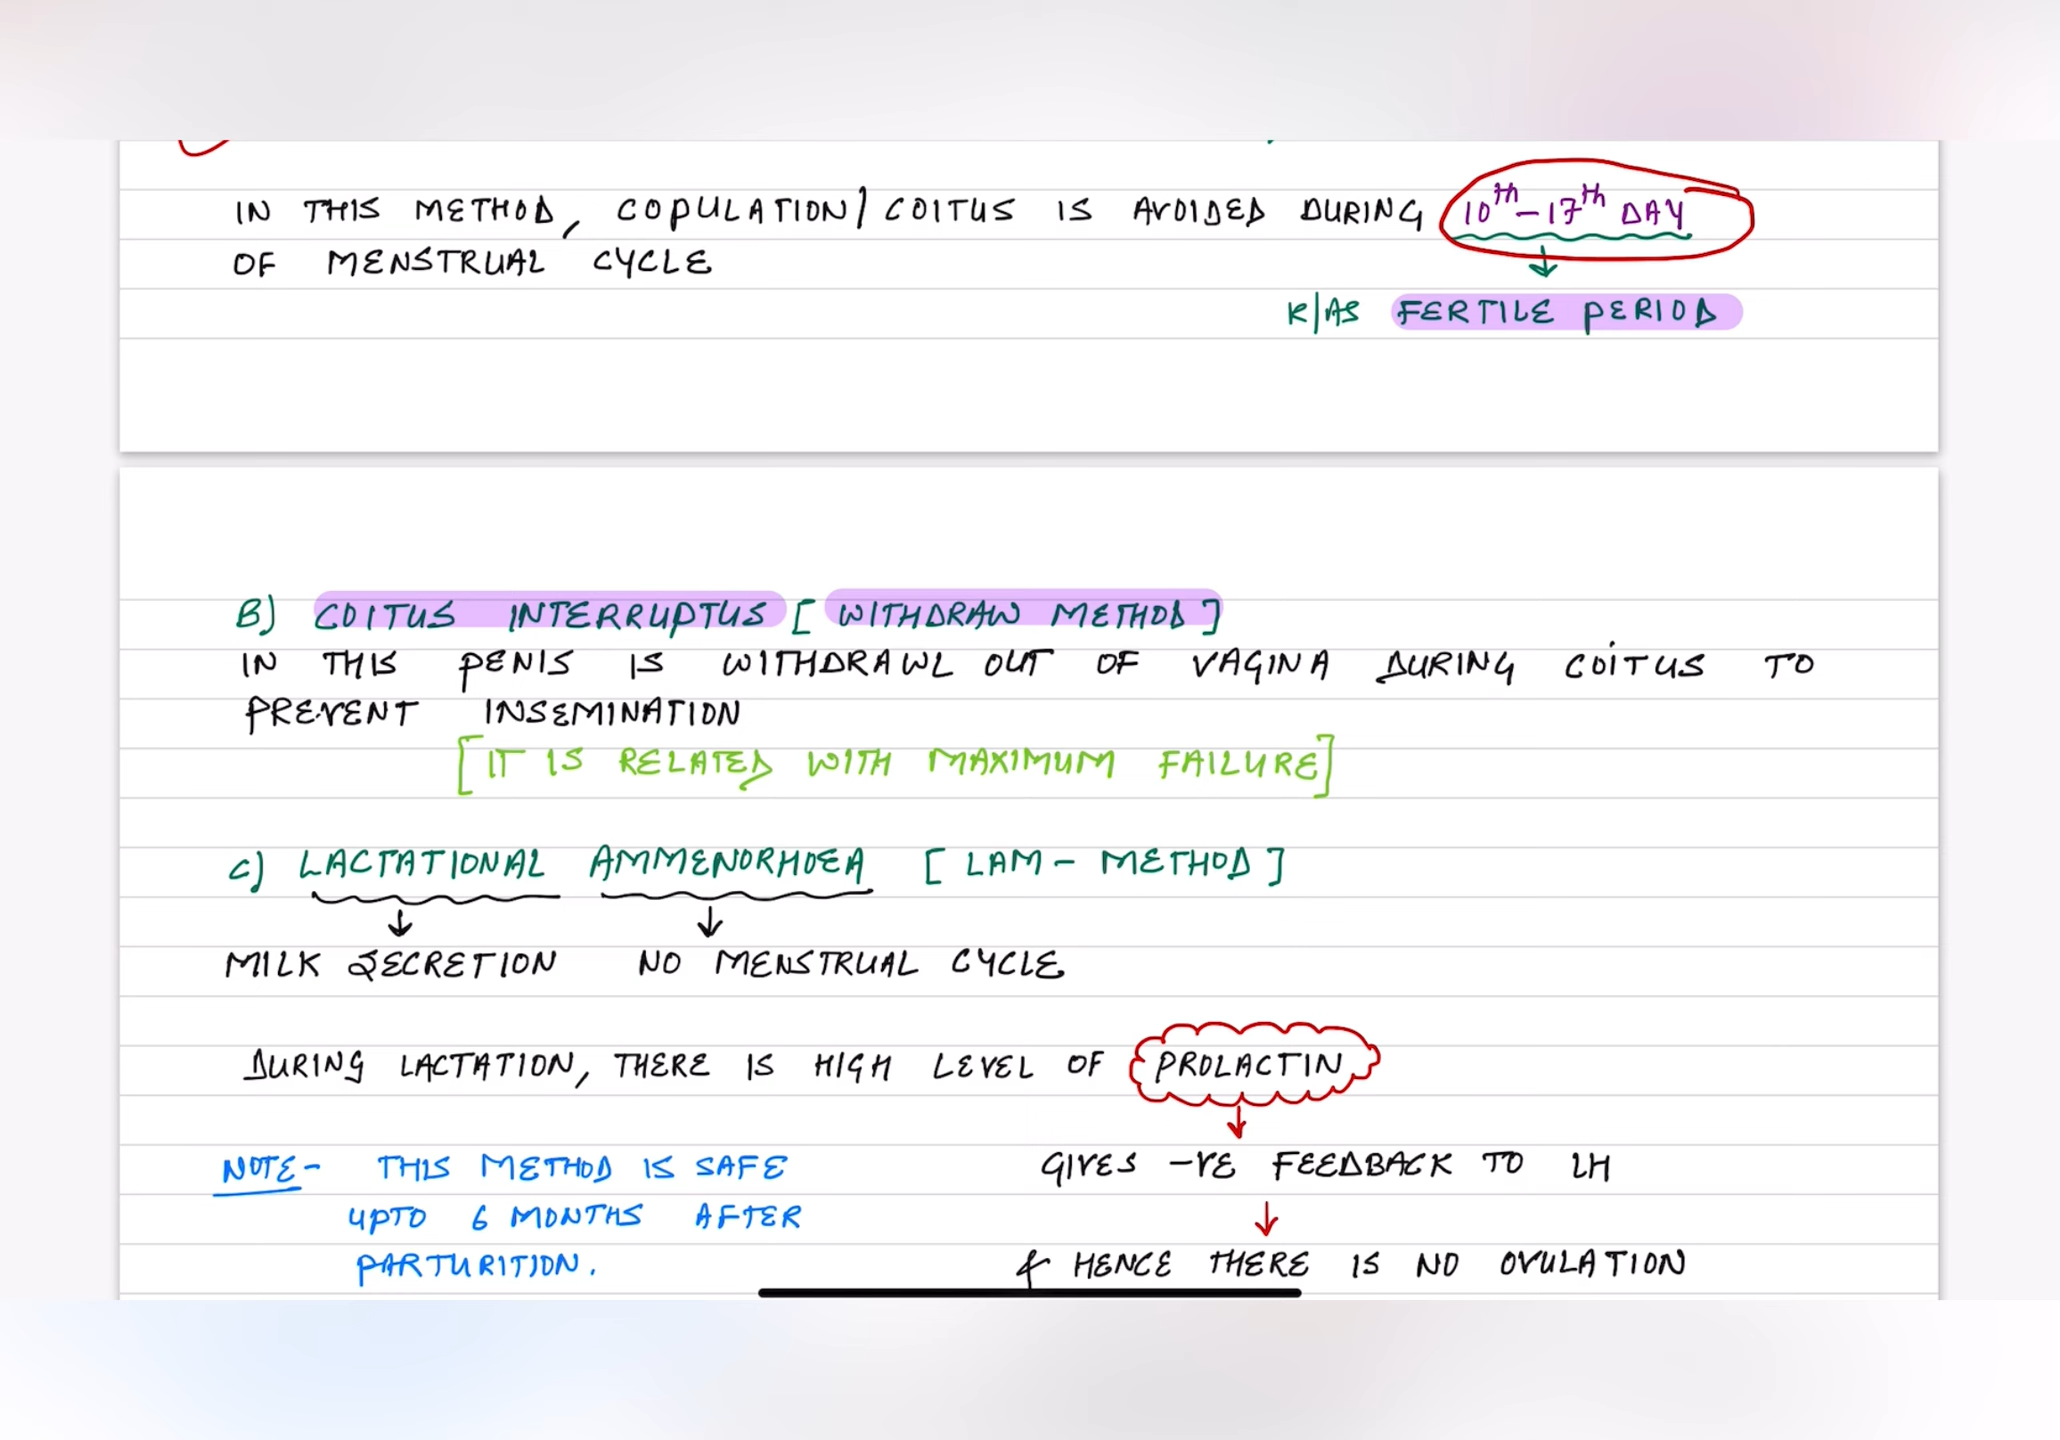 IN THIS METHOD, COPULATION/COITUS IS AVOIDED DURING 10th-17th DAY
OF MENSTRUAL CYCLE
K/AS FERTILE PERIOD
B) COITUS INTERRUPTUS [WITHDRAW METHOD]
IN THIS PENIS IS WITHDRAWL OUT OF VAGINA DURING COITUS TO
PREVENT INSEMINATION
[IT IS RELATED WITH MAXIMUM FAILURE]
C) LACTATIONAL AMMENORHOEA [LAM- METHOD]
MILK SECRETION NO MENSTRUAL CYCLE
DURING LACTATION, THERE IS HIGH LEVEL OF PROLACTIN
GIVES -VE FEEDBACK TO LH
& HENCE THERE IS NO OVULATION
NOTE- THIS METHOD IS SAFE
UPTO 6 MONTHS AFTER
PARTURITION.